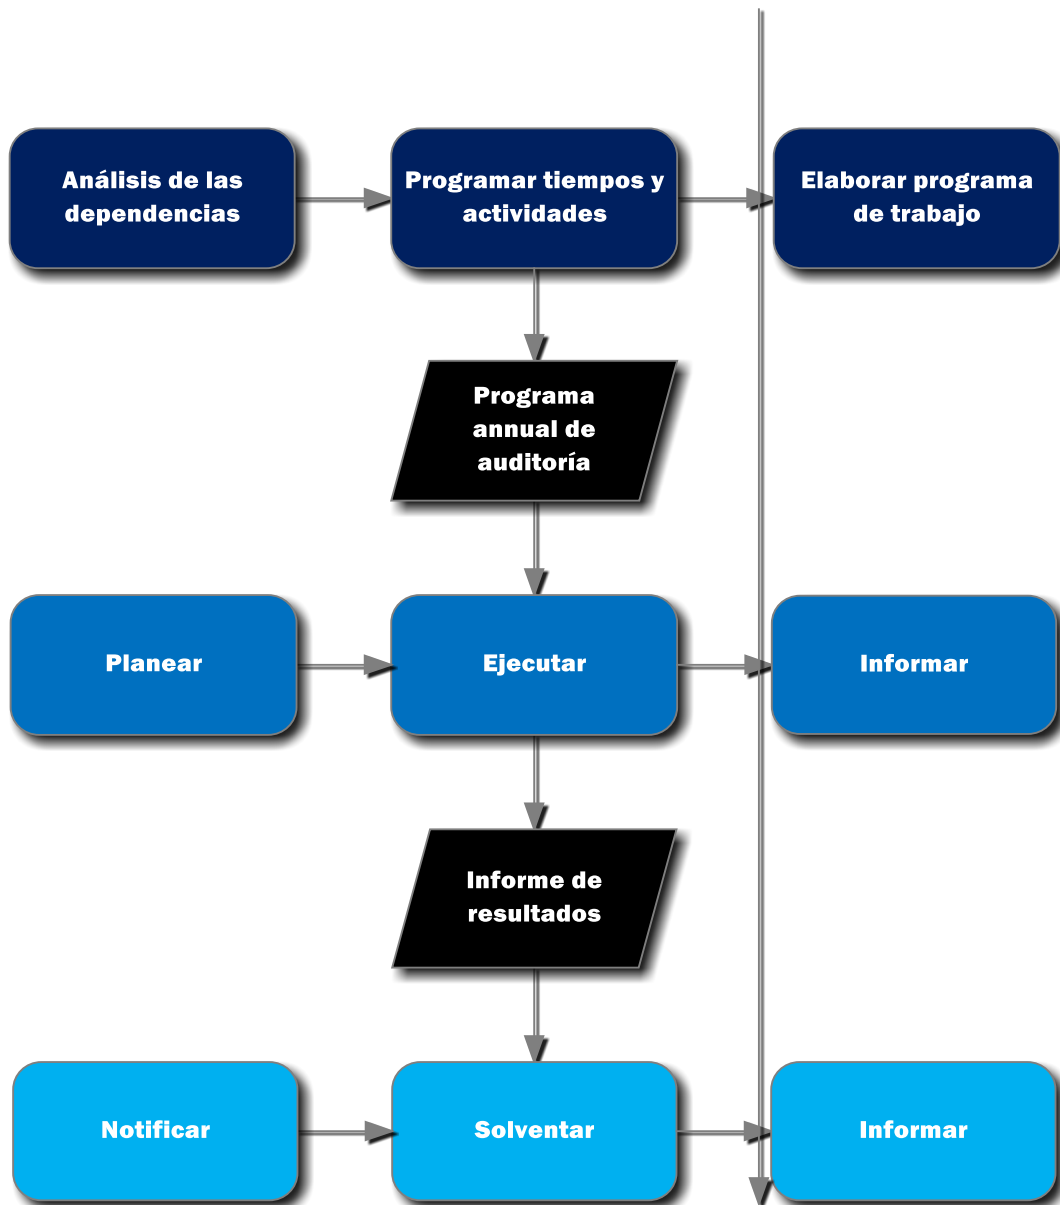 Análisis de las
dependencias
Programar tiempos y
actividades
Elaborar programa
de trabajo
Programa
annual de
auditoría
Planear
Ejecutar
Informar
Informe de
resultados
Notificar
Solventar
Informar